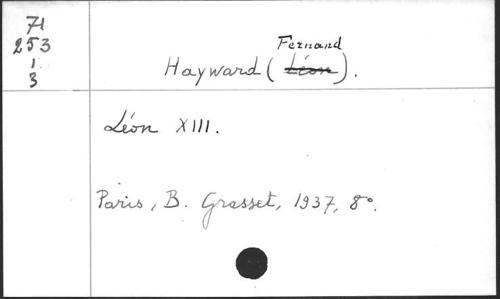 71
253
1
3
Fernand
Hayward (Léon).
Léon XIII.
Paris, B. Grasset, 1937, 8°.